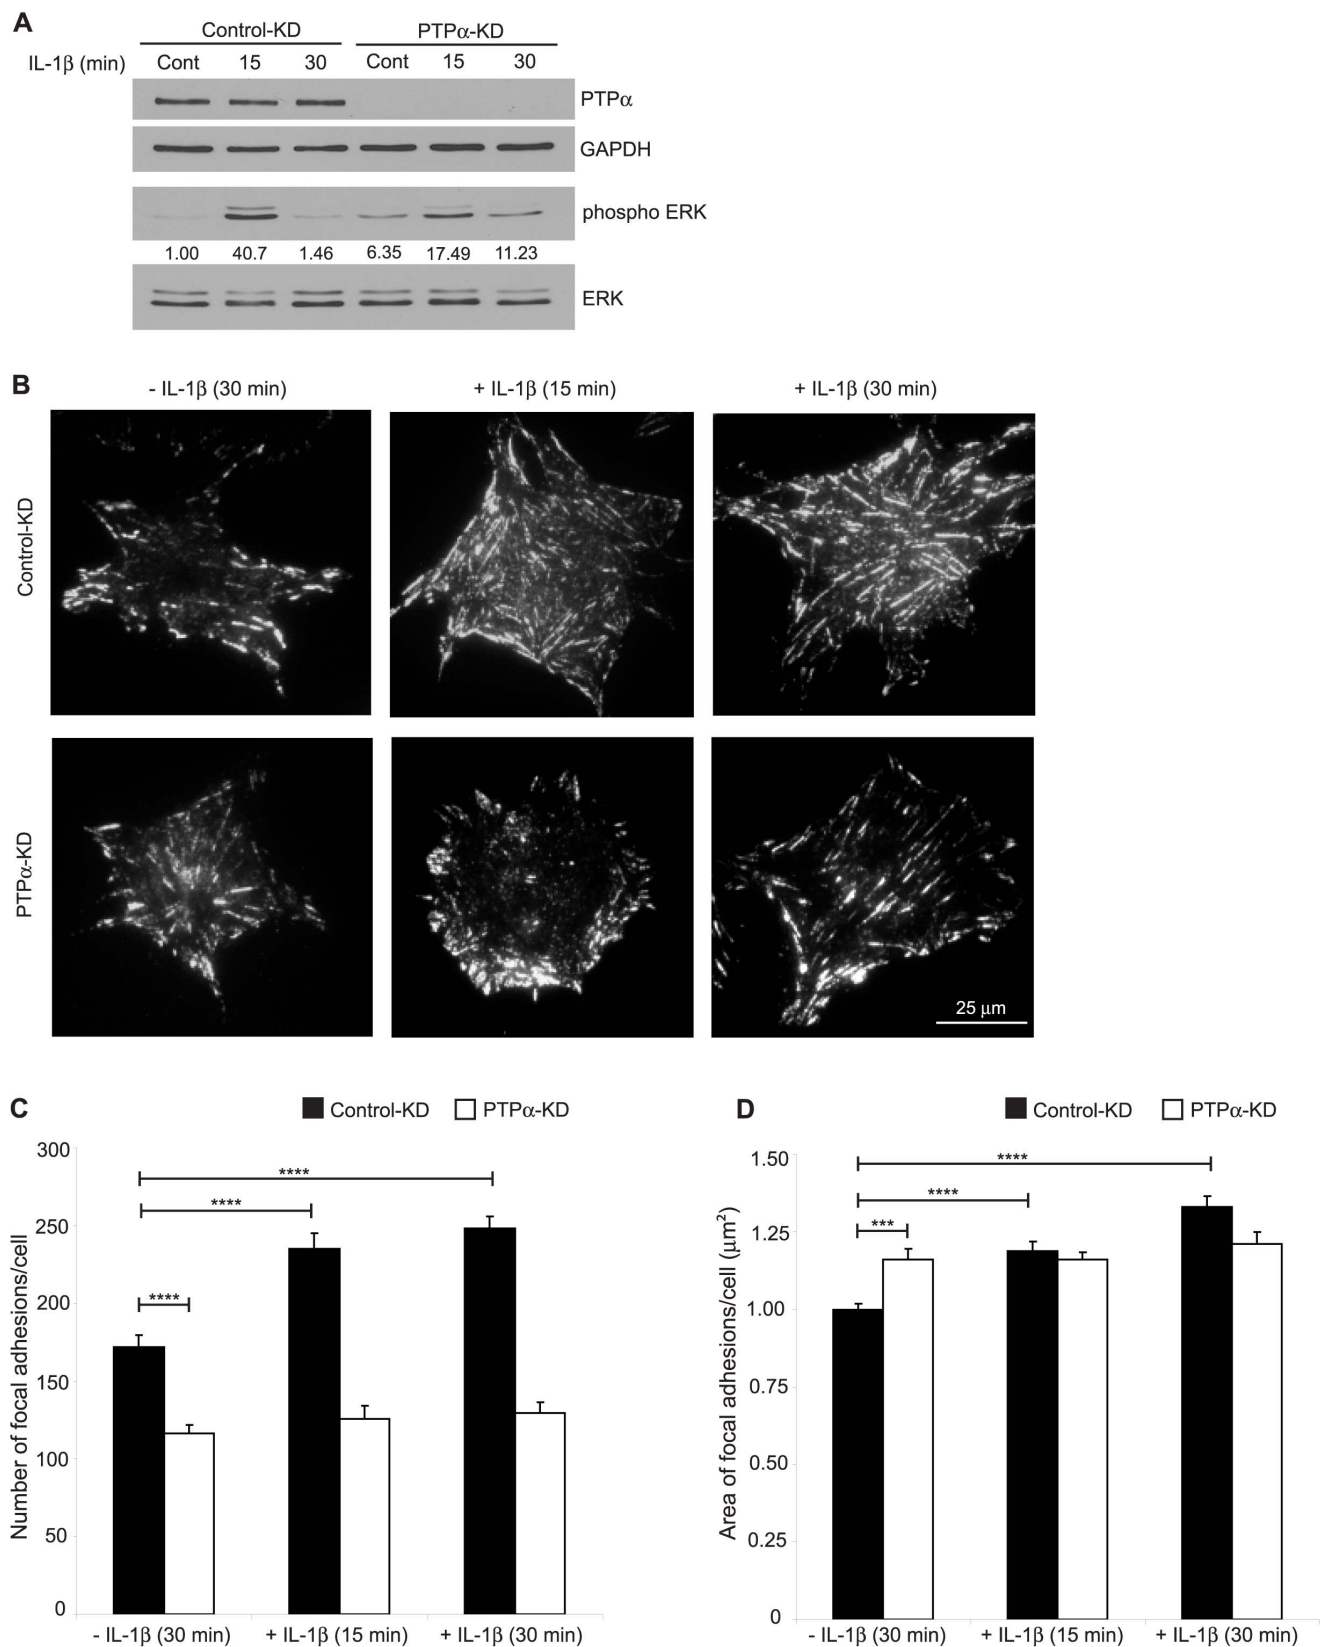 A
Control-KD PTPα-KD
IL-1β (min) Cont 15 30 Cont 15 30
PTPα
GAPDH
phospho ERK
1.00 40.7 1.46 6.35 17.49 11.23
ERK
B
- IL-1β (30 min) + IL-1β (15 min) + IL-1β (30 min)
Control-KD
PTPα-KD
25 μm
C
Control-KD PTPα-KD
Number of focal adhesions/cell
300
250
200
150
100
50
0
****
****
****
- IL-1β (30 min) + IL-1β (15 min) + IL-1β (30 min)
D
Control-KD PTPα-KD
Area of focal adhesions/cell (μm²)
1.50
1.25
1.00
0.75
0.50
0.25
0
****
****
***
- IL-1β (30 min) + IL-1β (15 min) + IL-1β (30 min)